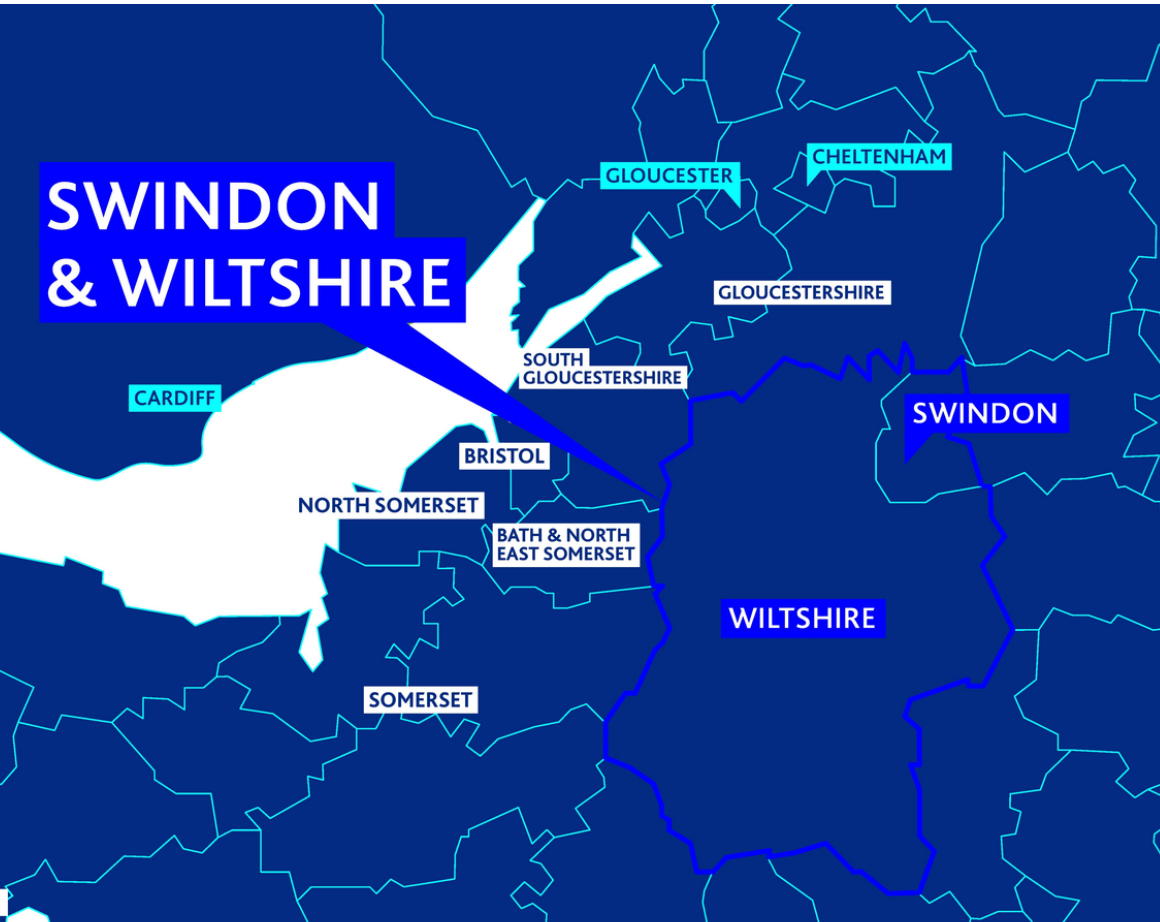 CHELTENHAM
GLOUCESTER
SWINDON
& WILTSHIRE
GLOUCESTERSHIRE
SOUTH
GLOUCESTERSHIRE
CARDIFF
SWINDON
BRISTOL
NORTH SOMERSET
BATH & NORTH
EAST SOMERSET
WILTSHIRE
SOMERSET